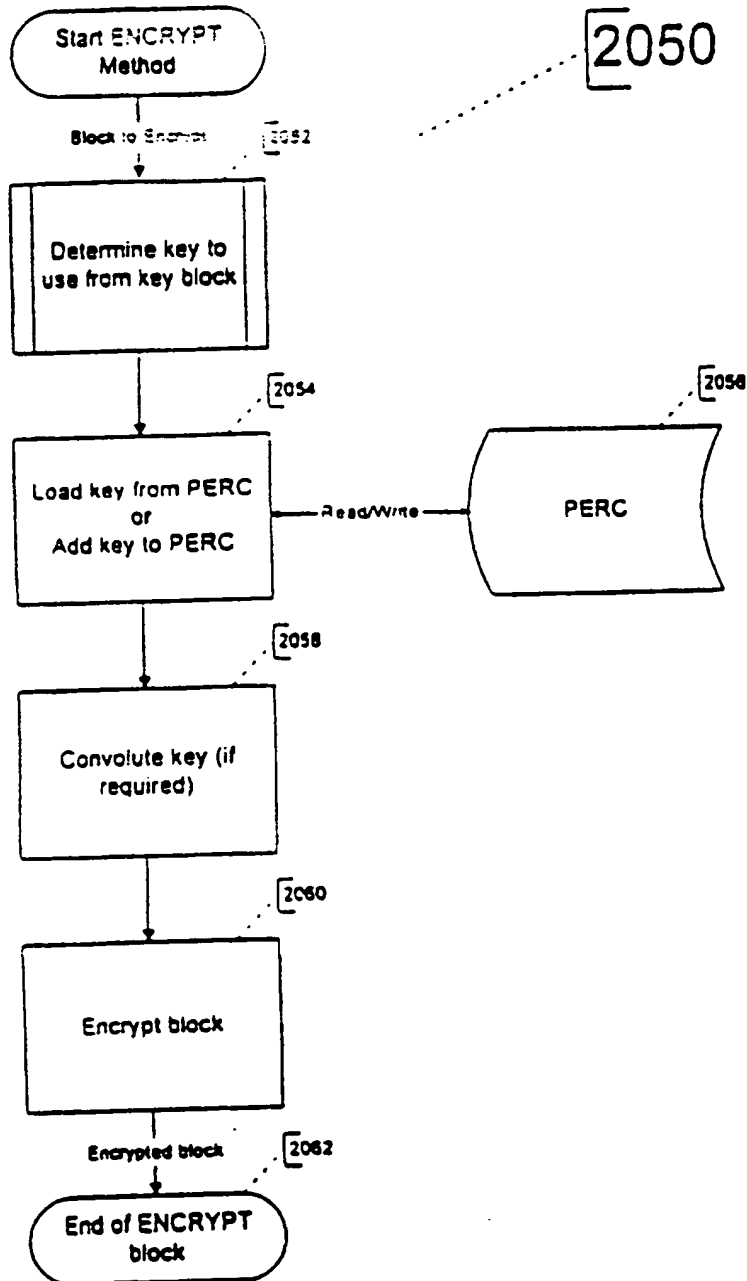 Start ENCRYPT
Method
2050
Block to Encrypt
2052
Determine key to
use from key block
2054
2056
Load key from PERC
or
Add key to PERC
Read/Write
PERC
2058
Convolute key (if
required)
2060
Encrypt block
Encrypted block
2062
End of ENCRYPT
block